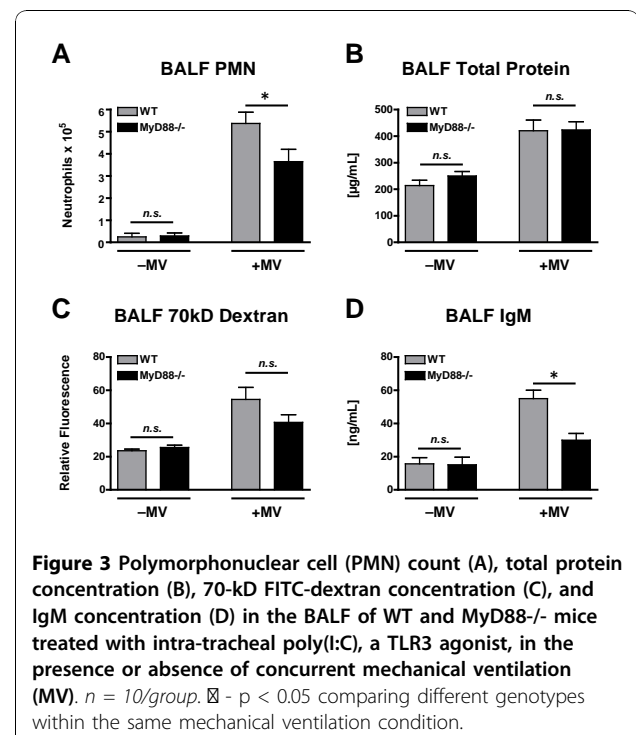 A
BALF PMN
WT
MyD88-/-
*
n.s.
Neutrophils x 10⁵
6
5
4
3
2
1
0
–MV
+MV
B
BALF Total Protein
WT
MyD88-/-
n.s.
n.s.
[µg/mL]
500
400
300
200
100
0
–MV
+MV
C
BALF 70kD Dextran
WT
MyD88-/-
n.s.
n.s.
Relative Fluorescence
80
60
40
20
0
–MV
+MV
D
BALF IgM
WT
MyD88-/-
*
n.s.
[ng/mL]
80
60
40
20
0
–MV
+MV
Figure 3 Polymorphonuclear cell (PMN) count (A), total protein
concentration (B), 70-kD FITC-dextran concentration (C), and
IgM concentration (D) in the BALF of WT and MyD88-/- mice
treated with intra-tracheal poly(I:C), a TLR3 agonist, in the
presence or absence of concurrent mechanical ventilation
(MV). n = 10/group. - p < 0.05 comparing different genotypes
within the same mechanical ventilation condition.